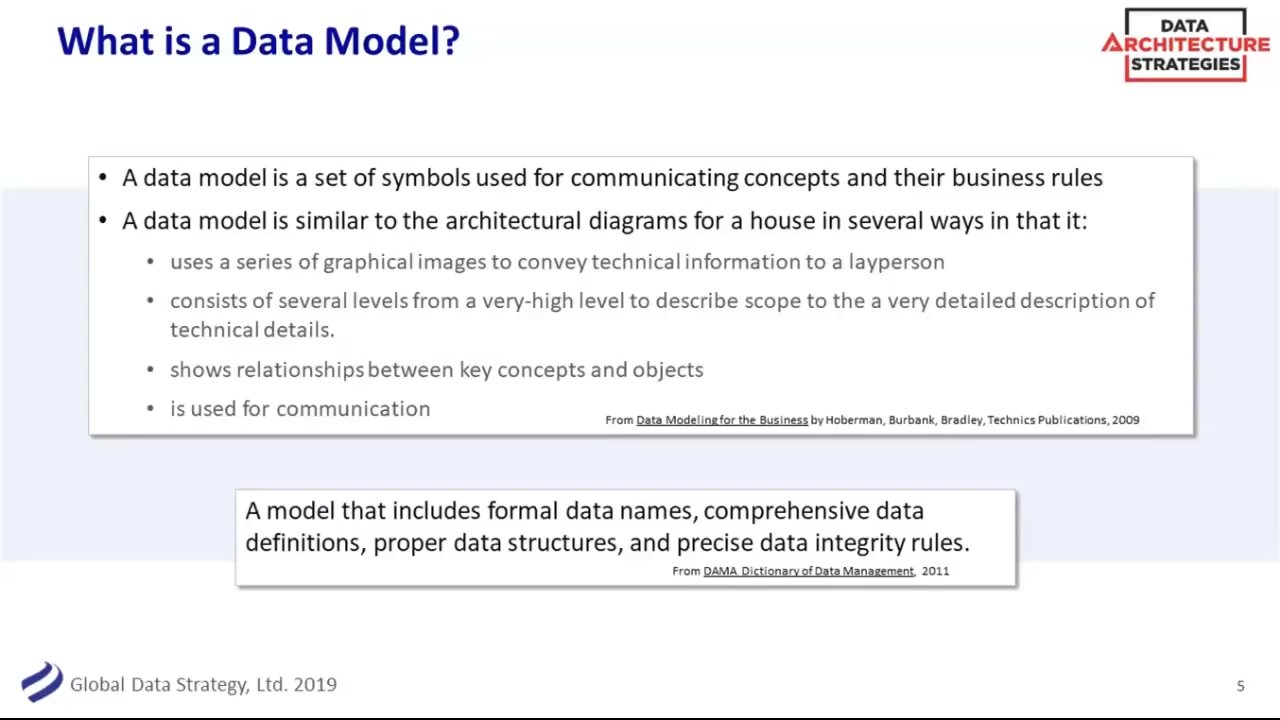 What is a Data Model?
DATA
ARCHITECTURE
STRATEGIES
• A data model is a set of symbols used for communicating concepts and their business rules
• A data model is similar to the architectural diagrams for a house in several ways in that it:
• uses a series of graphical images to convey technical information to a layperson
• consists of several levels from a very-high level to describe scope to the a very detailed description of
technical details.
• shows relationships between key concepts and objects
• is used for communication
From Data Modeling for the Business by Hoberman, Burbank, Bradley, Technics Publications, 2009
A model that includes formal data names, comprehensive data
definitions, proper data structures, and precise data integrity rules.
From DAMA Dictionary of Data Management, 2011
Global Data Strategy, Ltd. 2019
5